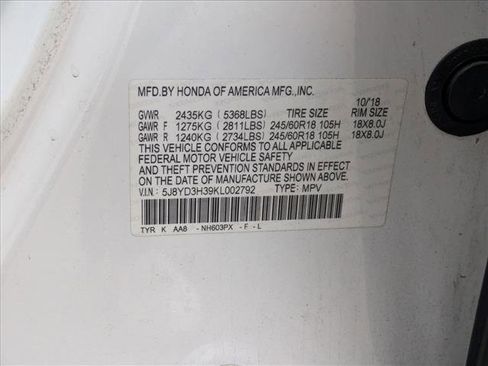 MFD.BY HONDA OF AMERICA MFG.,INC.
10/'18
GVWR 2435KG (5368LBS) TIRE SIZE RIM SIZE
GAWR F 1275KG (2811LBS) 245/60R18 105H 18X8.0J
GAWR R 1240KG (2734LBS) 245/60R18 105H 18X8.0J
THIS VEHICLE CONFORMS TO ALL APPLICABLE
FEDERAL MOTOR VEHICLE SAFETY
AND THEFT PREVENTION STANDARDS IN EFFECT
ON THE DATE OF MANUFACTURE SHOWN ABOVE.
V.I.N: 5J8YD3H39KL002792 TYPE: MPV
TYR K AA8 -NH603PX -F -L